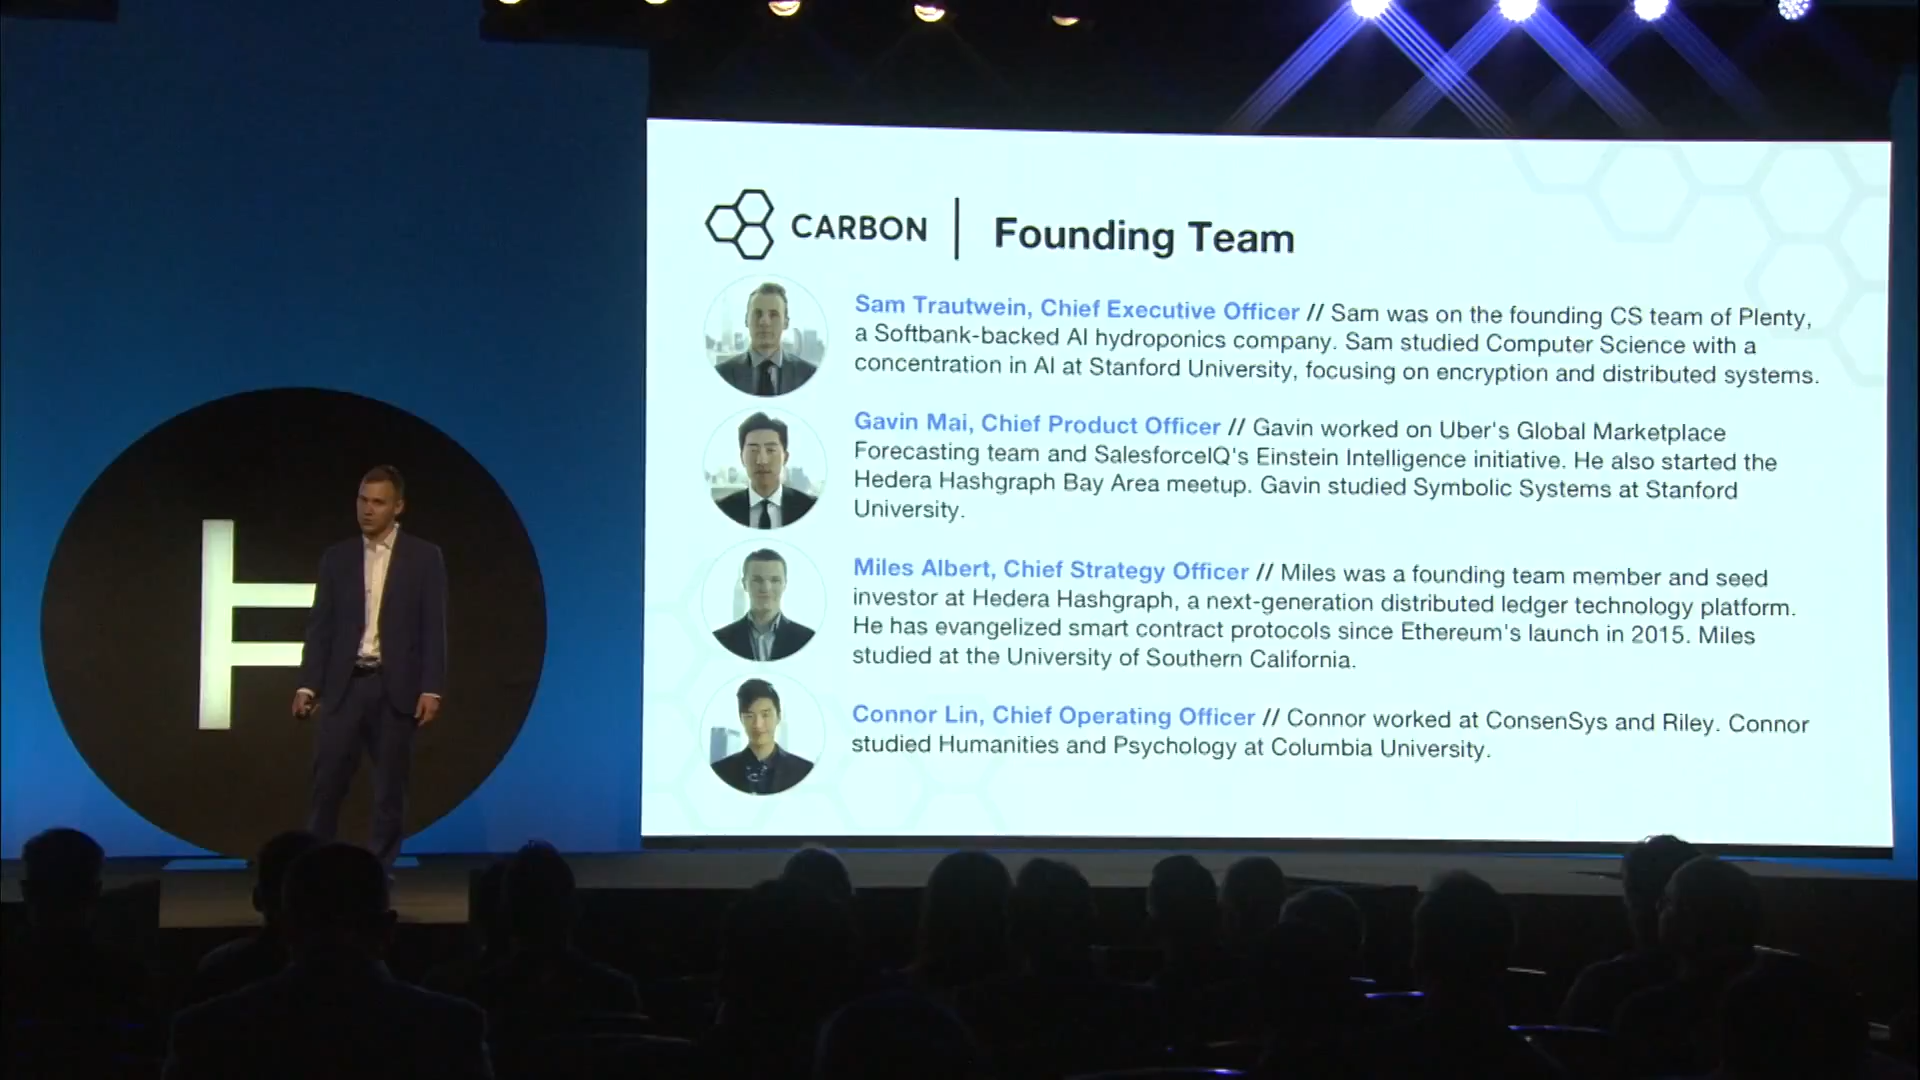 CARBON | Founding Team
Sam Trautwein, Chief Executive Officer // Sam was on the founding CS team of Plenty,
a Softbank-backed AI hydroponics company. Sam studied Computer Science with a
concentration in AI at Stanford University, focusing on encryption and distributed systems.
Gavin Mai, Chief Product Officer // Gavin worked on Uber's Global Marketplace
Forecasting team and SalesforceIQ's Einstein Intelligence initiative. He also started the
Hedera Hashgraph Bay Area meetup. Gavin studied Symbolic Systems at Stanford
University.
Miles Albert, Chief Strategy Officer // Miles was a founding team member and seed
investor at Hedera Hashgraph, a next-generation distributed ledger technology platform.
He has evangelized smart contract protocols since Ethereum's launch in 2015. Miles
studied at the University of Southern California.
Connor Lin, Chief Operating Officer // Connor worked at ConsenSys and Riley. Connor
studied Humanities and Psychology at Columbia University.